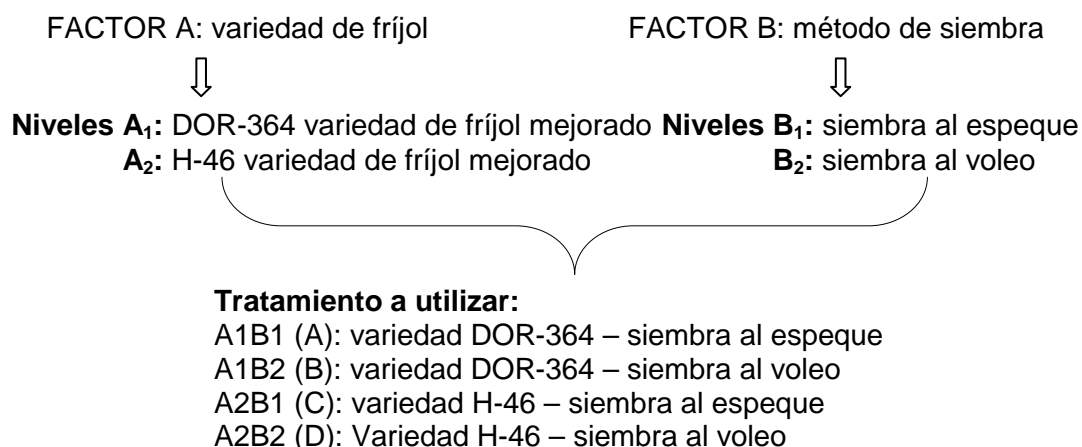 FACTOR A: variedad de fríjol FACTOR B: método de siembra
Niveles A₁: DOR-364 variedad de fríjol mejorado Niveles B₁: siembra al espeque
A₂: H-46 variedad de fríjol mejorado B₂: siembra al voleo
Tratamiento a utilizar:
A1B1 (A): variedad DOR-364 – siembra al espeque
A1B2 (B): variedad DOR-364 – siembra al voleo
A2B1 (C): variedad H-46 – siembra al espeque
A2B2 (D): Variedad H-46 – siembra al voleo